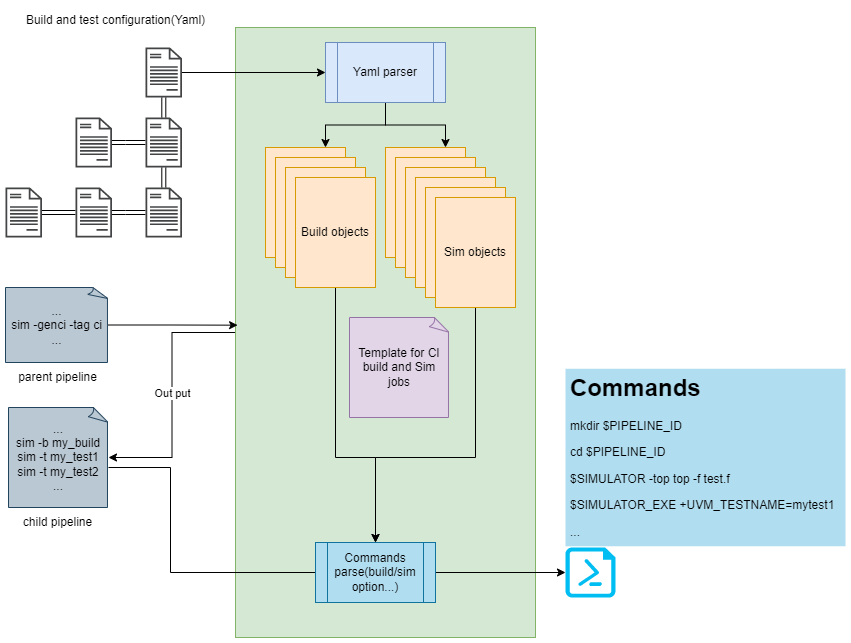 Build and test configuration(Yaml)
Yaml parser
Build objects
Sim objects
...
sim -genci -tag ci
...
parent pipeline
Template for CI
build and Sim
jobs
Out put
...
sim -b my_build
sim -t my_test1
sim -t my_test2
...
child pipeline
Commands
parse(build/sim
option...)
Commands
mkdir $PIPELINE_ID
cd $PIPELINE_ID
$SIMULATOR -top top -f test.f
$SIMULATOR_EXE +UVM_TESTNAME=mytest1
...